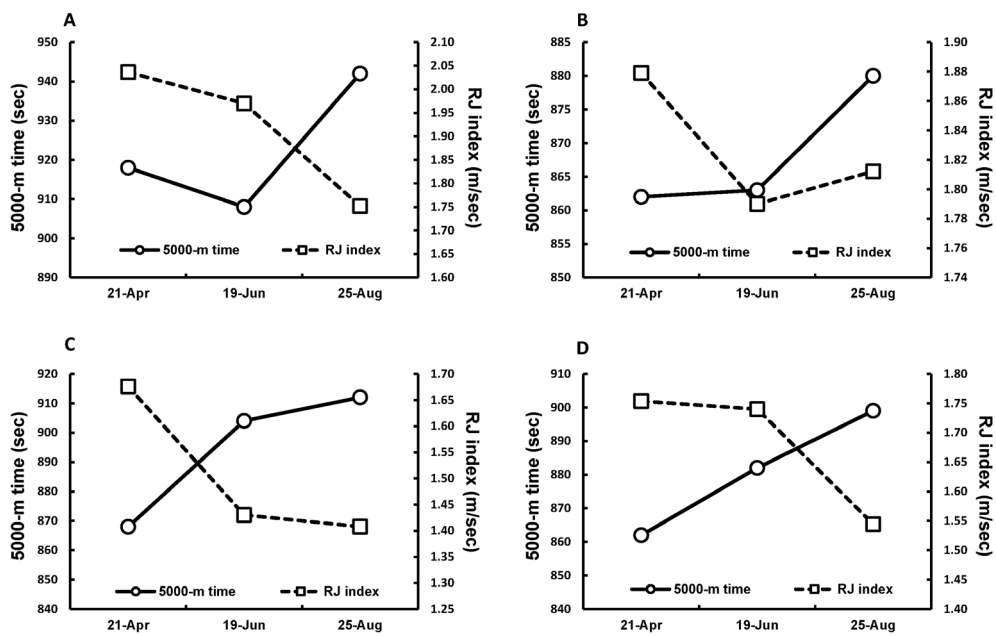 A
950
940
930
920
910
900
890
5000-m time (sec)
2.10
2.05
2.00
1.95
1.90
1.85
1.80
1.75
1.70
1.65
1.60
RJ index (m/sec)
5000-m time
RJ index
21-Apr
19-Jun
25-Aug
B
885
880
875
870
865
860
855
850
5000-m time (sec)
1.90
1.88
1.86
1.84
1.82
1.80
1.78
1.76
1.74
RJ index (m/sec)
5000-m time
RJ index
21-Apr
19-Jun
25-Aug
C
920
910
900
890
880
870
860
850
840
5000-m time (sec)
1.70
1.65
1.60
1.55
1.50
1.45
1.40
1.35
1.30
1.25
RJ index (m/sec)
5000-m time
RJ index
21-Apr
19-Jun
25-Aug
D
910
900
890
880
870
860
850
840
5000-m time (sec)
1.80
1.75
1.70
1.65
1.60
1.55
1.50
1.45
1.40
RJ index (m/sec)
5000-m time
RJ index
21-Apr
19-Jun
25-Aug